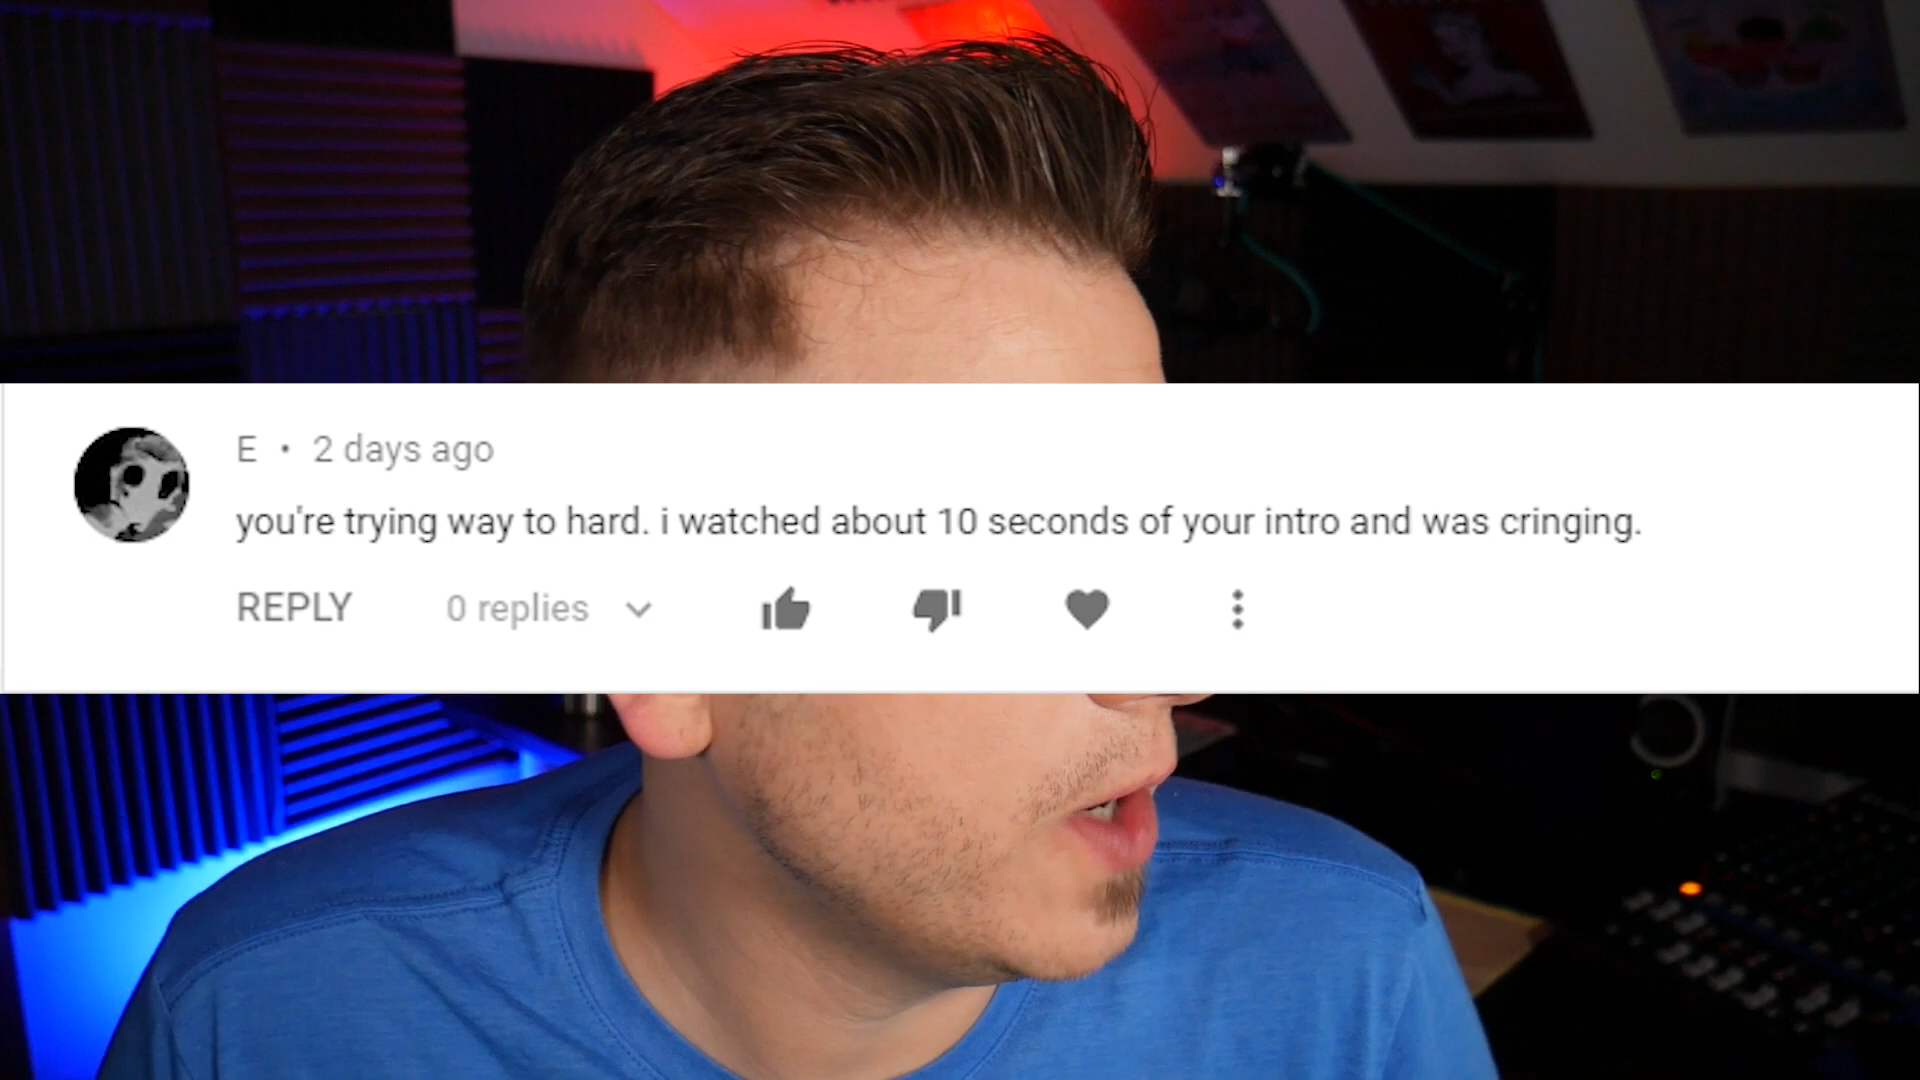 E • 2 days ago
you're trying way to hard. i watched about 10 seconds of your intro and was cringing.
REPLY 0 replies